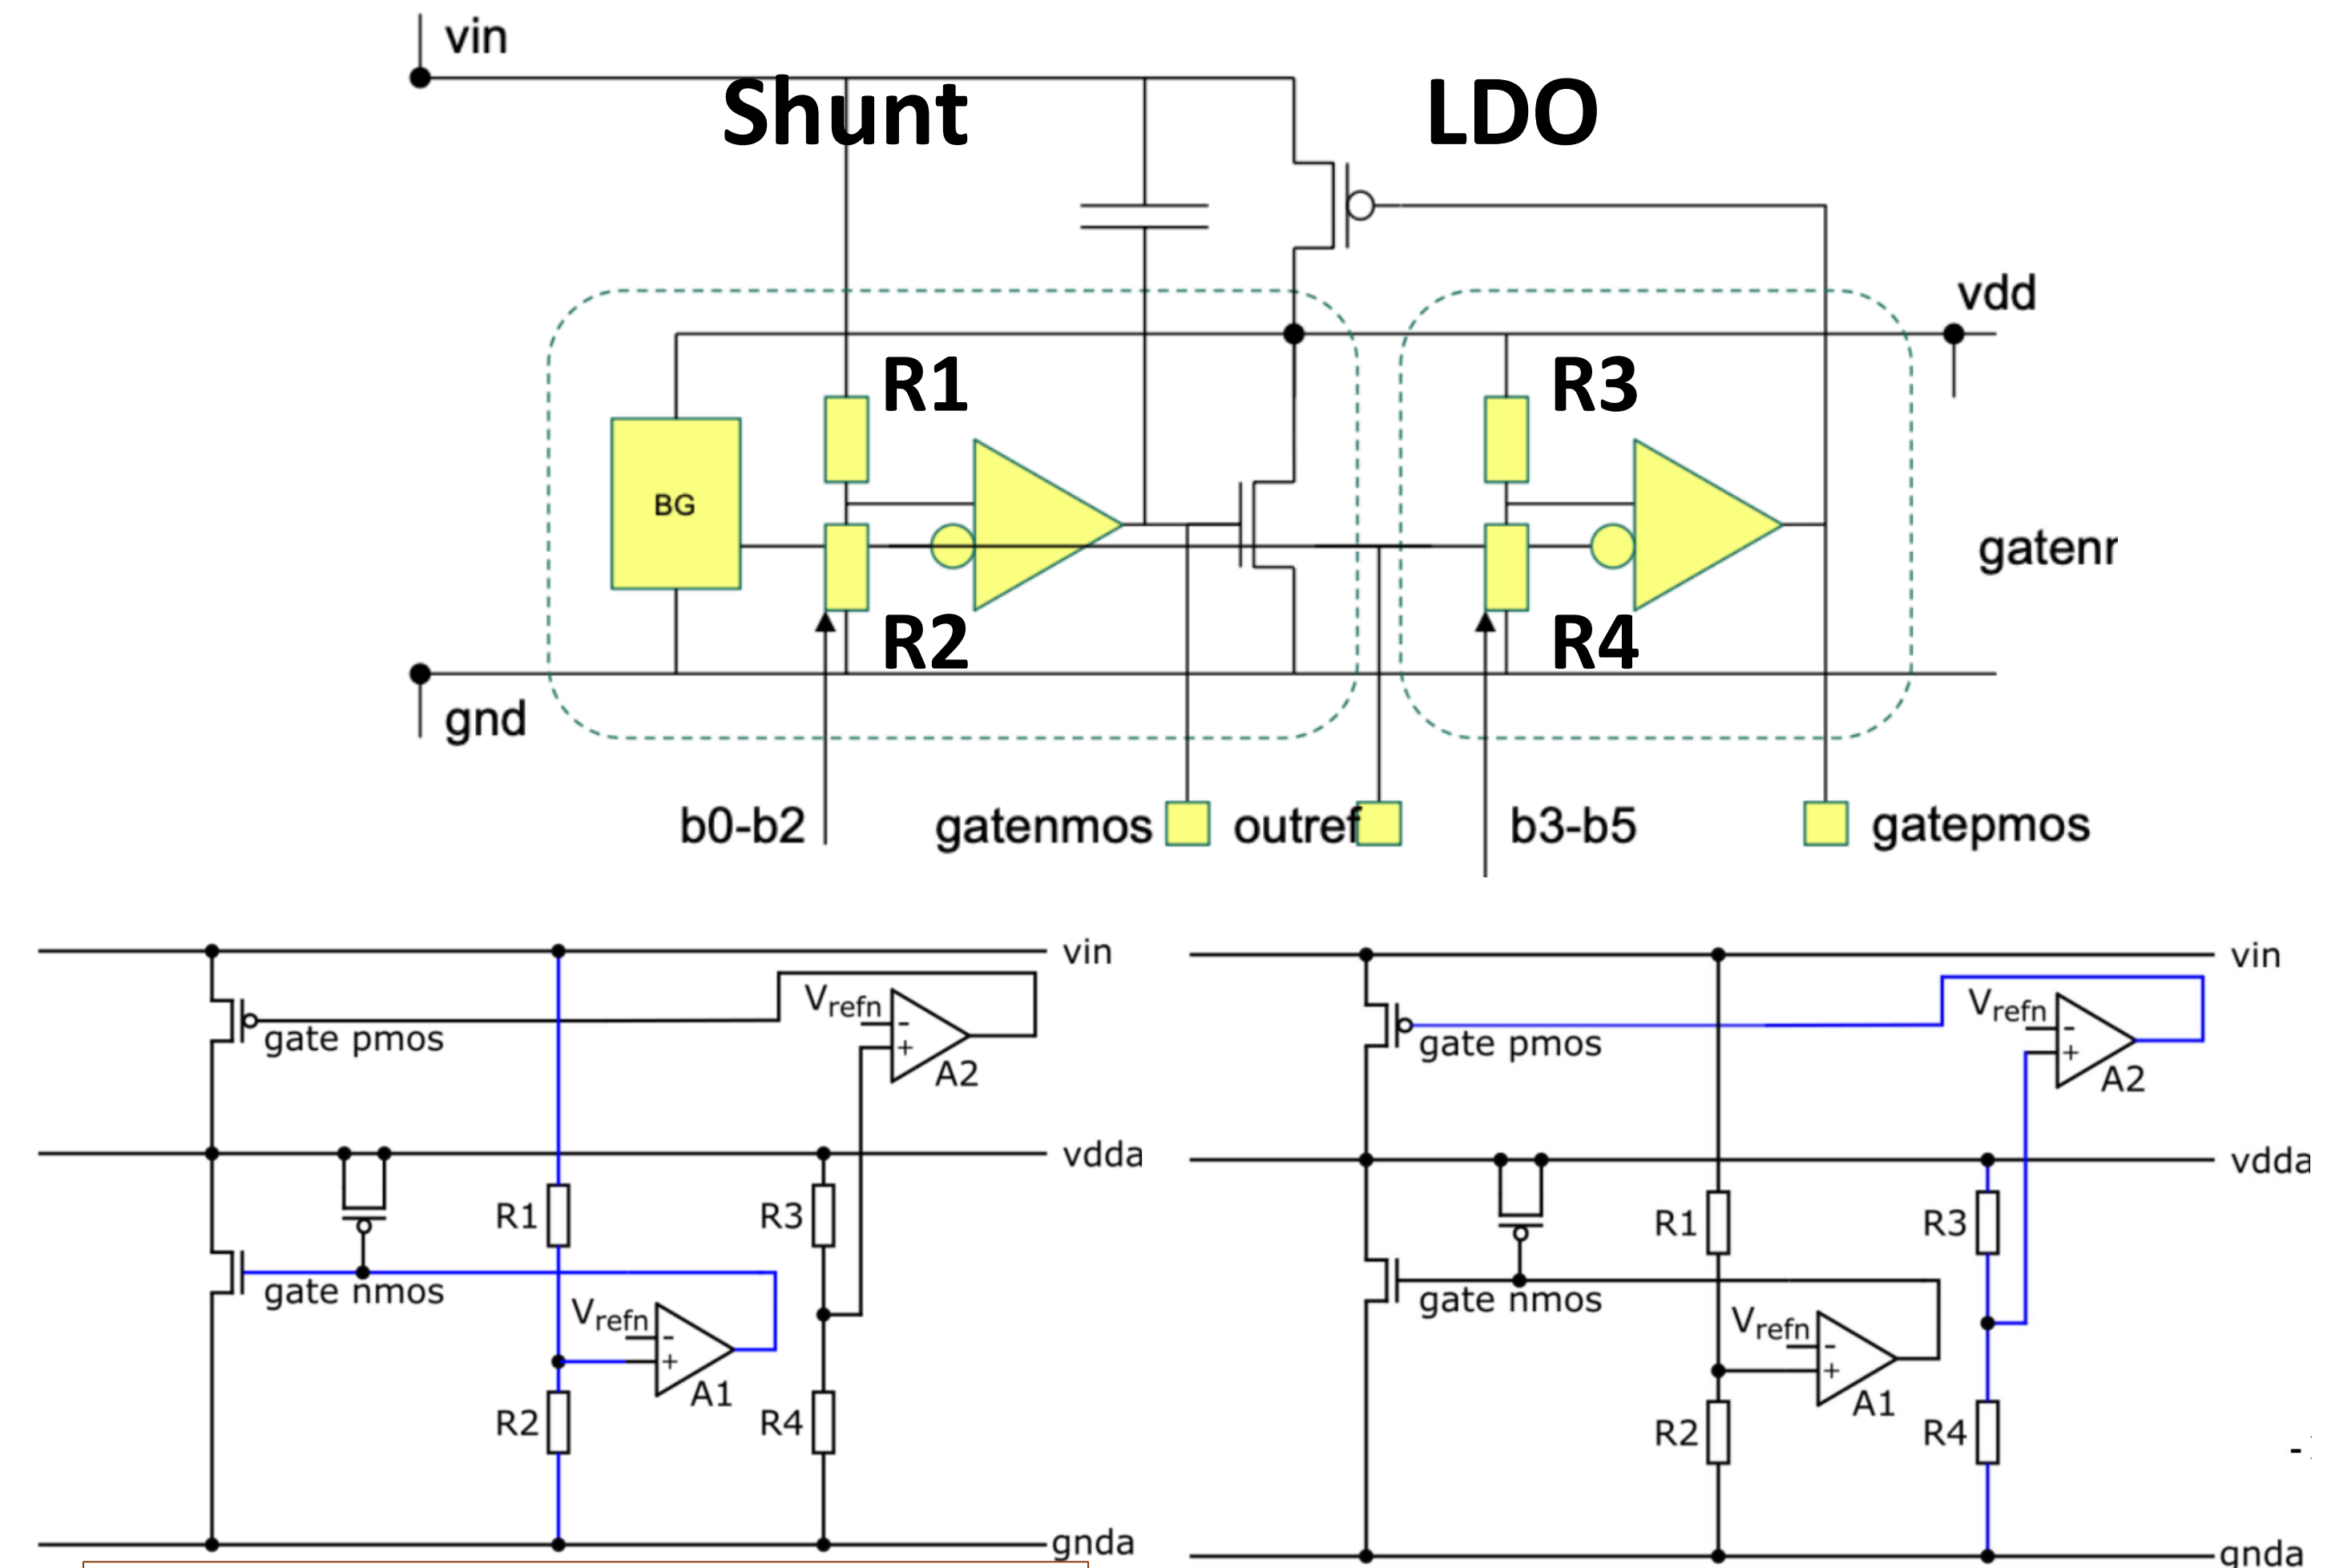 vin
Shunt LDO
vdd
R1 R3
BG
gatenr
R2 R4
gnd
b0-b2 gatenmos outref b3-b5 gatepmos
vin
Vrefn
gate pmos
A2
vdda
R1 R3
gate nmos
Vrefn
A1
R2 R4
gnda
vin
Vrefn
gate pmos
A2
vdda
R1 R3
gate nmos
Vrefn
A1
R2 R4
gnda